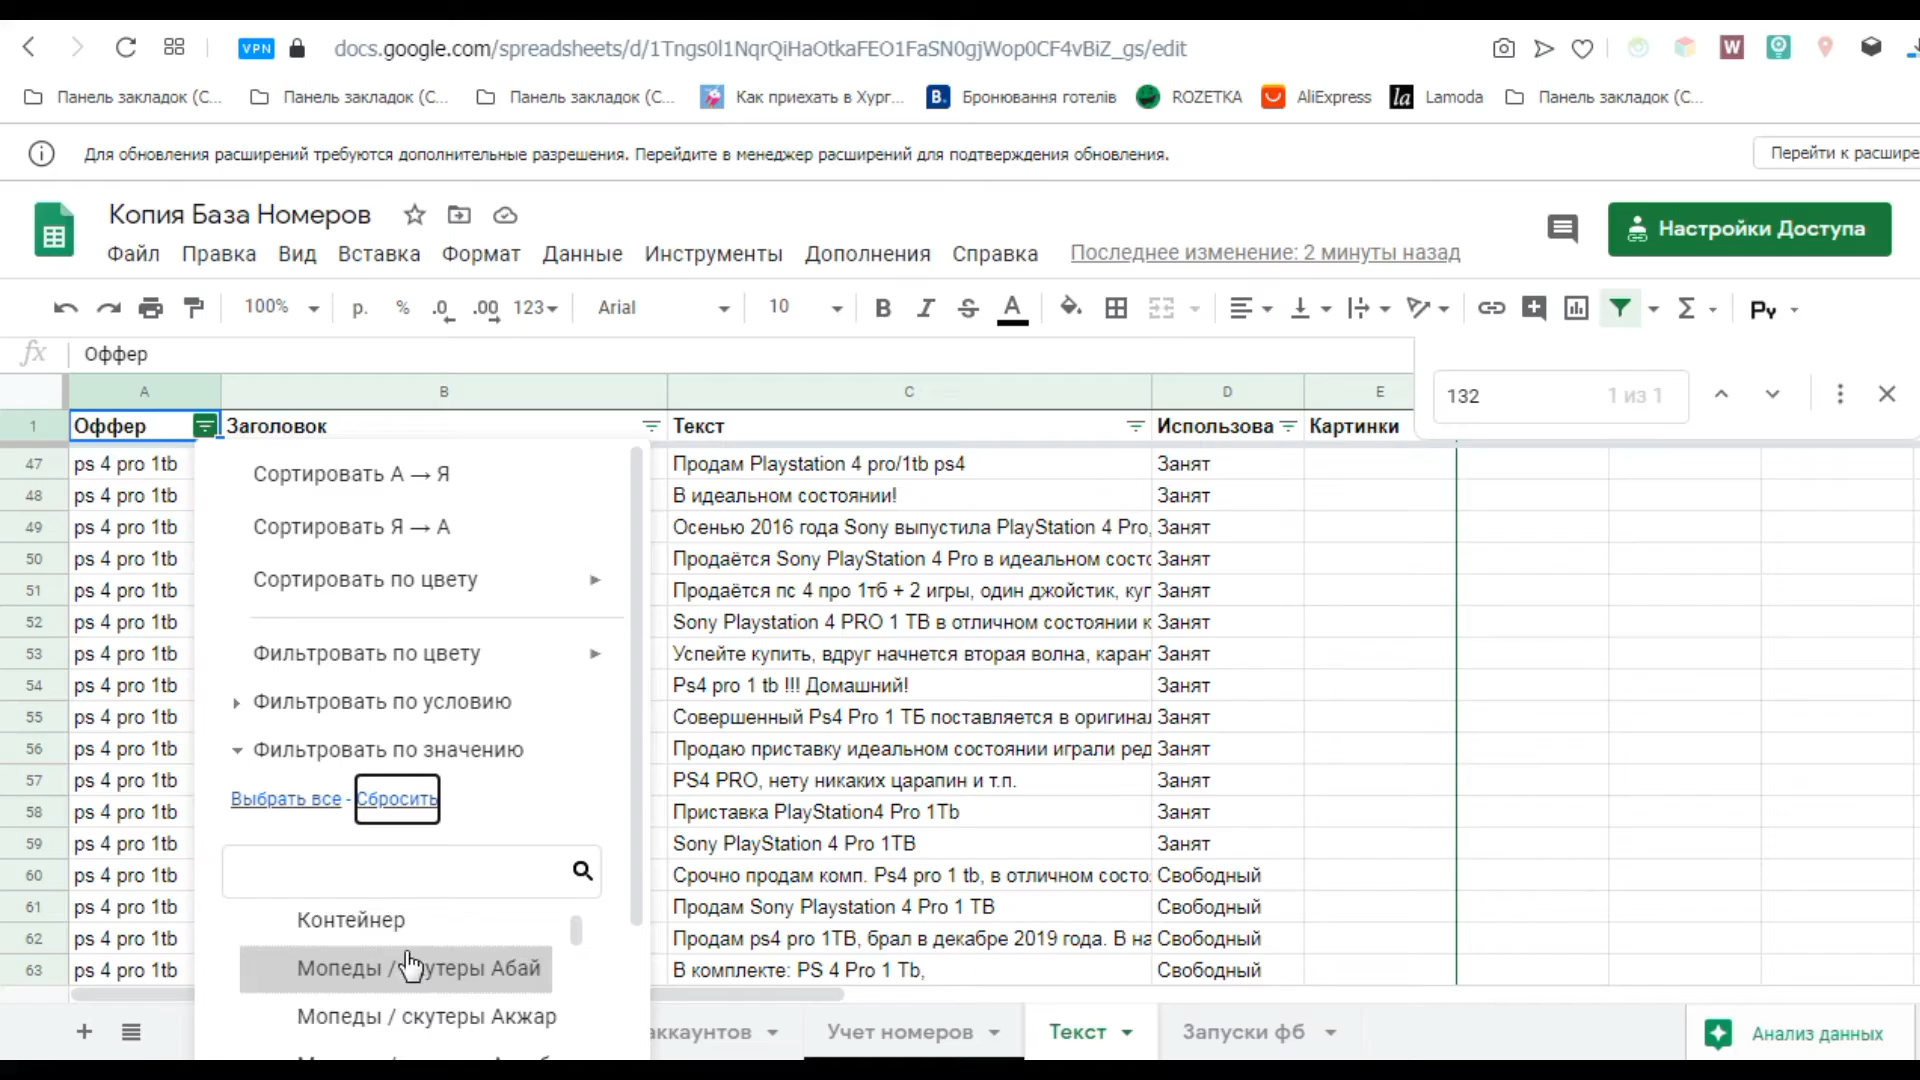 VPN docs.google.com/spreadsheets/d/1Tngs0l1NqrQiHaOtkaFEO1FaSN0gjWop0CF4vBiZ_gs/edit W
Панель закладок (С... Панель закладок (С... Панель закладок (С... Как приехать в Хург... B. Бронювання готелів ROZETKA AliExpress la Lamoda Панель закладок (С...
Для обновления расширений требуются дополнительные разрешения. Перейдите в менеджер расширений для подтверждения обновления. Перейти к расшире
Копия База Номеров
Файл Правка Вид Вставка Формат Данные Инструменты Дополнения Справка Последнее изменение: 2 минуты назад Настройки Доступа
100% р. % .0 .00 123 Arial 10 B I S A Σ Ру
fx Оффер
132 1 из 1
A B C D E
1 Оффер Заголовок Текст Использова Картинки
47 ps 4 pro 1tb Продам Playstation 4 pro/1tb ps4 Занят
48 ps 4 pro 1tb В идеальном состоянии! Занят
49 ps 4 pro 1tb Осенью 2016 года Sony выпустила PlayStation 4 Pro, Занят
50 ps 4 pro 1tb Продаётся Sony PlayStation 4 Pro в идеальном сост Занят
51 ps 4 pro 1tb Продаётся пс 4 про 1тб + 2 игры, один джойстик, куп Занят
52 ps 4 pro 1tb Sony Playstation 4 PRO 1 TB в отличном состоянии к Занят
53 ps 4 pro 1tb Успейте купить, вдруг начнется вторая волна, каран Занят
54 ps 4 pro 1tb Ps4 pro 1 tb !!! Домашний! Занят
55 ps 4 pro 1tb Совершенный Ps4 Pro 1 ТБ поставляется в оригинал Занят
56 ps 4 pro 1tb Продаю приставку идеальном состоянии играли ред Занят
57 ps 4 pro 1tb PS4 PRO, нету никаких царапин и т.п. Занят
58 ps 4 pro 1tb Приставка PlayStation4 Pro 1Tb Занят
59 ps 4 pro 1tb Sony PlayStation 4 Pro 1TB Занят
60 ps 4 pro 1tb Срочно продам комп. Ps4 pro 1 tb, в отличном состо Свободный
61 ps 4 pro 1tb Продам Sony Playstation 4 Pro 1 TB Свободный
62 ps 4 pro 1tb Продам ps4 pro 1TB, брал в декабре 2019 года. В на Свободный
63 ps 4 pro 1tb В комплекте: PS 4 Pro 1 Tb, Свободный
Сортировать А → Я
Сортировать Я → А
Сортировать по цвету
Фильтровать по цвету
Фильтровать по условию
Фильтровать по значению
Выбрать все - Сбросить
Контейнер
Мопеды / скутеры Абай
Мопеды / скутеры Акжар
аккаунтов Учет номеров Текст Запуски фб Анализ данных